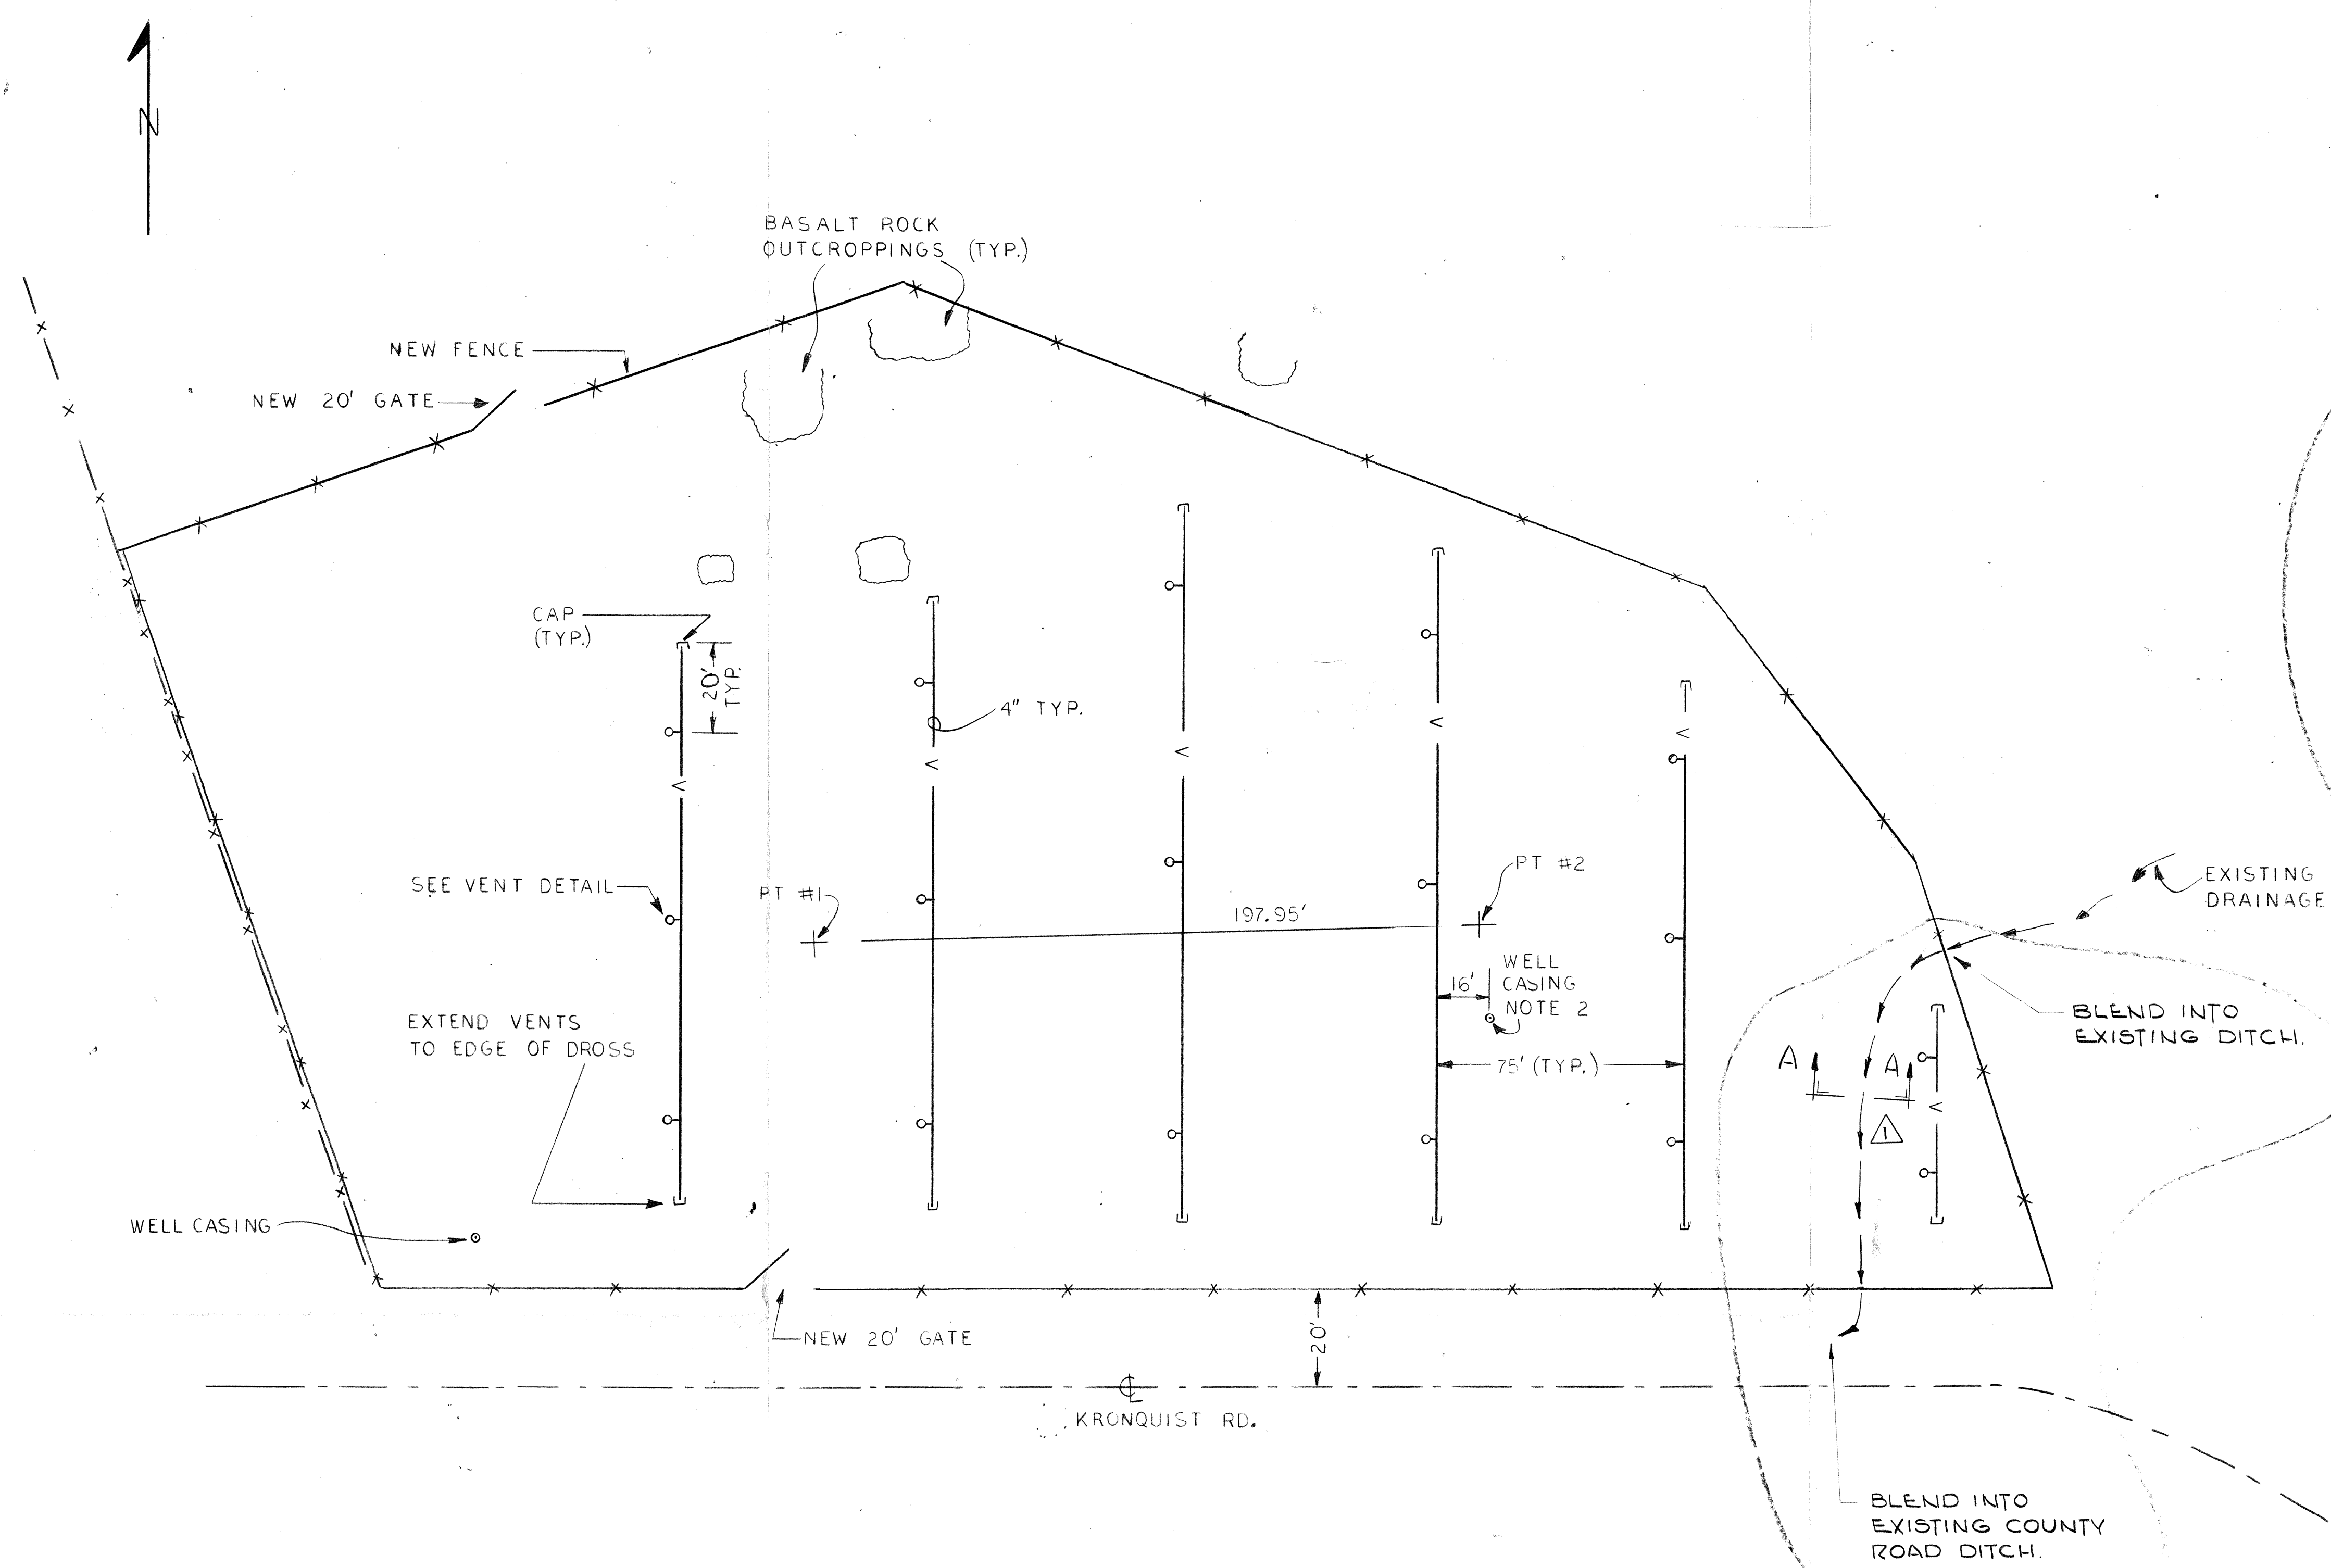 N
BASALT ROCK
OUTCROPPINGS (TYP.)
NEW FENCE
NEW 20' GATE
CAP
(TYP.)
20'
TYP.
4" TYP.
SEE VENT DETAIL
PT #1
197.95'
PT #2
EXISTING
DRAINAGE
WELL
CASING
NOTE 2
16'
BLEND INTO
EXISTING DITCH.
EXTEND VENTS
TO EDGE OF DROSS
75' (TYP.)
A
A
1
WELL CASING
NEW 20' GATE
20'
℄
KRONQUIST RD.
BLEND INTO
EXISTING COUNTY
ROAD DITCH.